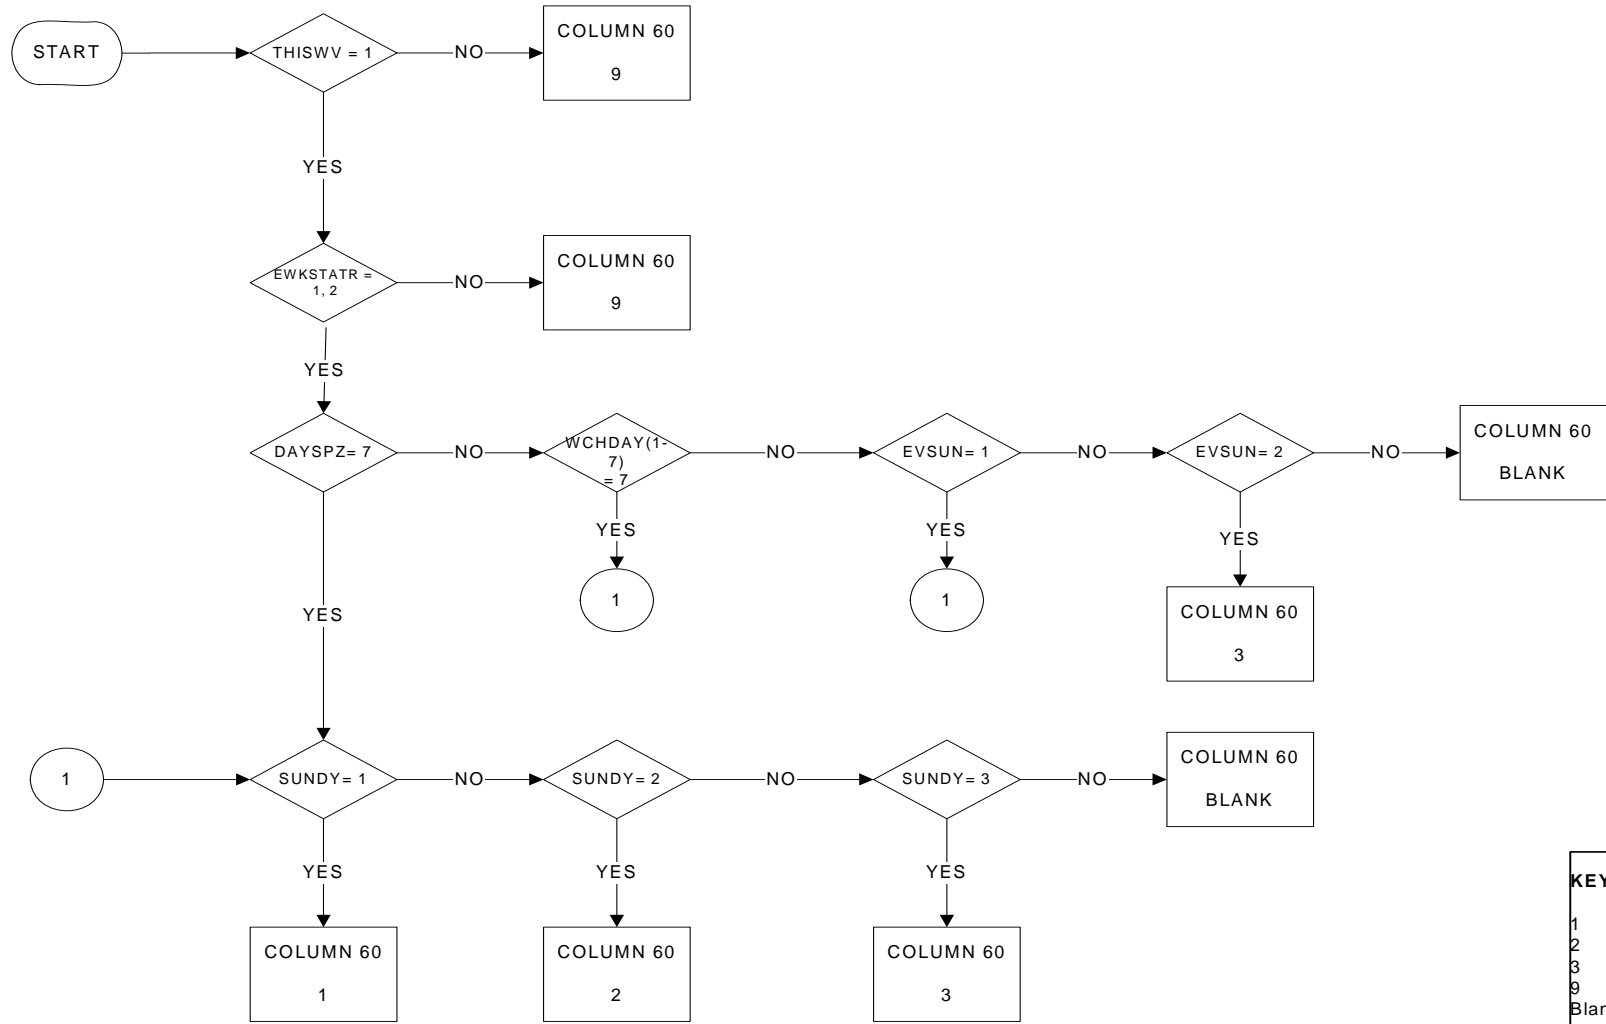 START
THISWV = 1
NO
COLUMN 60
9
YES
EWKSTATR =
1, 2
NO
COLUMN 60
9
YES
DAYSPZ= 7
NO
WCHDAY(1-
7)
= 7
NO
EVSUN= 1
NO
EVSUN= 2
NO
COLUMN 60
BLANK
YES
1
YES
1
YES
COLUMN 60
3
YES
1
SUNDY= 1
NO
SUNDY= 2
NO
SUNDY= 3
NO
COLUMN 60
BLANK
YES
YES
YES
COLUMN 60
1
COLUMN 60
2
COLUMN 60
3
KEY
1
2
3
9
Blan